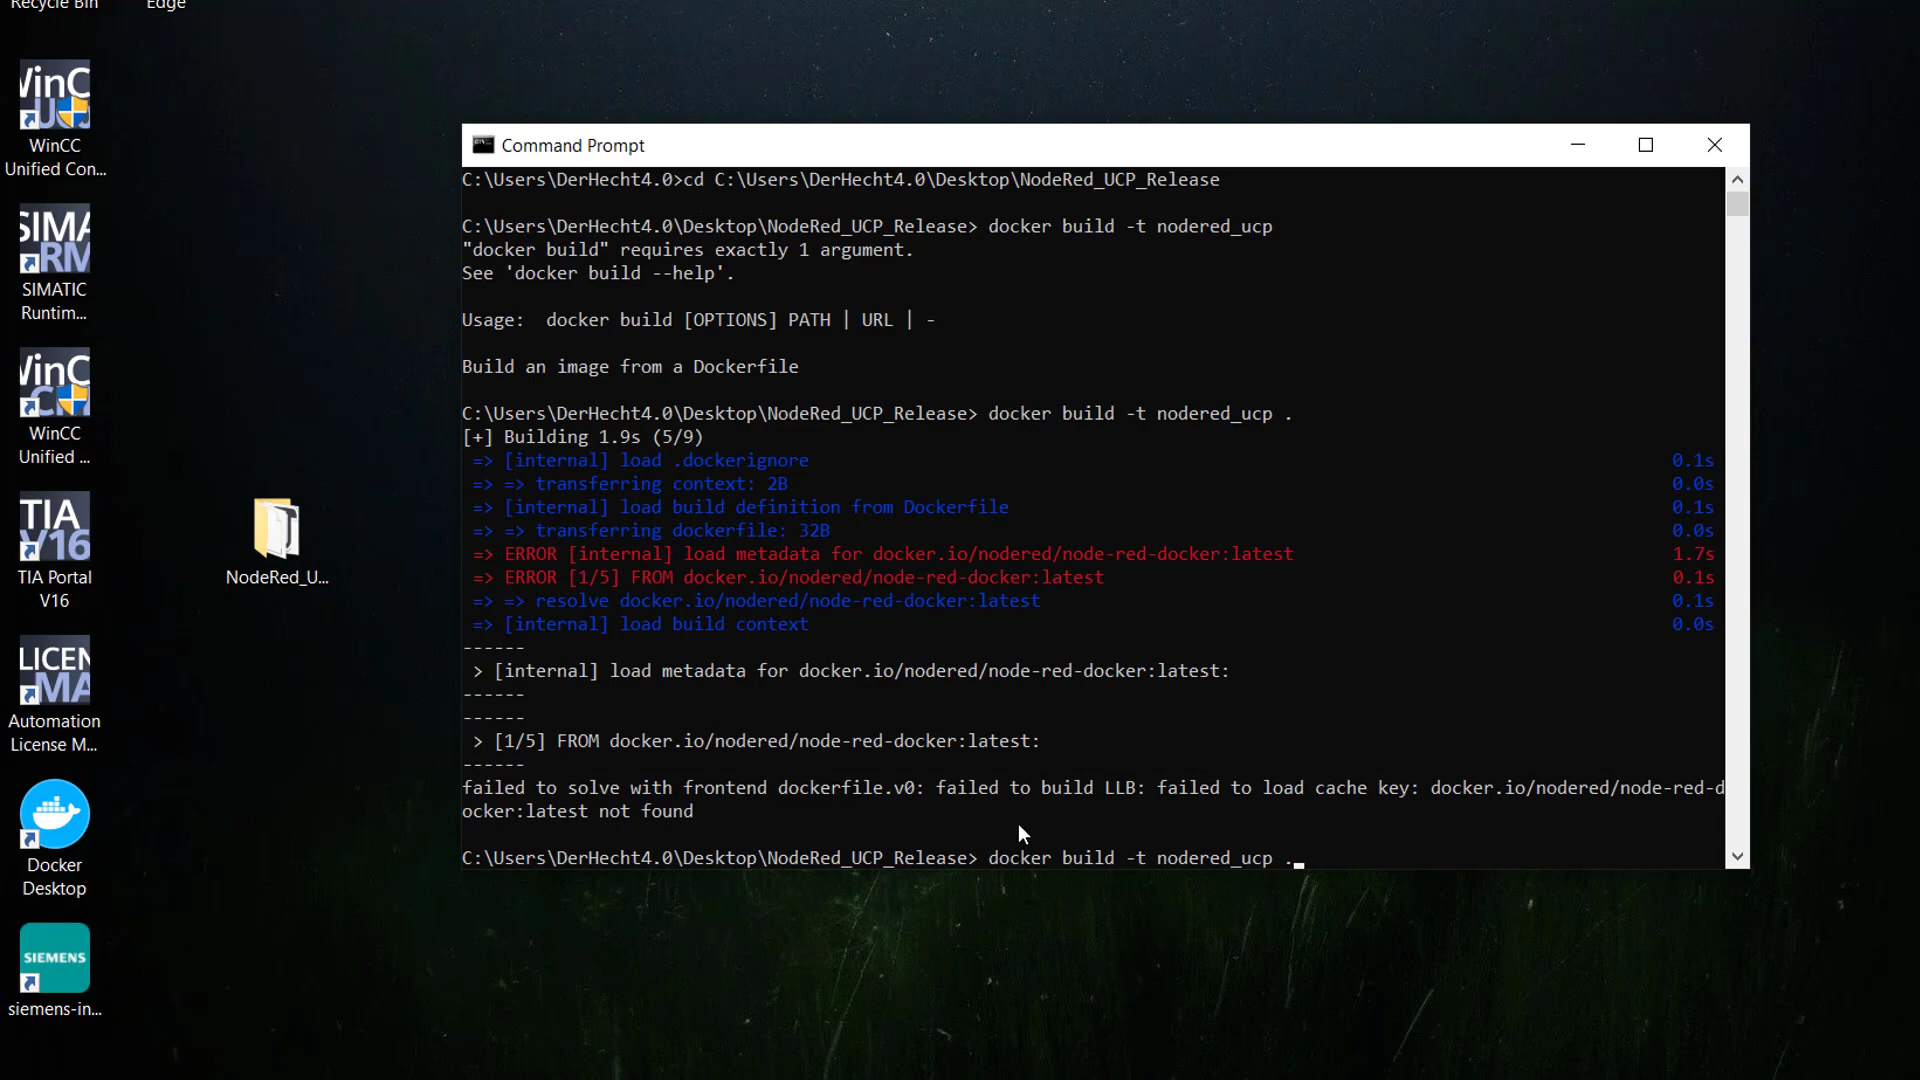 Recycle Bin
Edge
WinCC
Unified Con...
SIMATIC
Runtim...
WinCC
Unified ...
TIA
V16
TIA Portal
V16
LICEN
MA
Automation
License M...
Docker
Desktop
SIEMENS
siemens-in...
NodeRed_U...
Command Prompt
C:\Users\DerHecht4.0>cd C:\Users\DerHecht4.0\Desktop\NodeRed_UCP_Release
C:\Users\DerHecht4.0\Desktop\NodeRed_UCP_Release> docker build -t nodered_ucp
"docker build" requires exactly 1 argument.
See 'docker build --help'.
Usage:  docker build [OPTIONS] PATH | URL | -
Build an image from a Dockerfile
C:\Users\DerHecht4.0\Desktop\NodeRed_UCP_Release> docker build -t nodered_ucp .
[+] Building 1.9s (5/9)
=> [internal] load .dockerignore 0.1s
=> => transferring context: 2B 0.0s
=> [internal] load build definition from Dockerfile 0.1s
=> => transferring dockerfile: 32B 0.0s
=> ERROR [internal] load metadata for docker.io/nodered/node-red-docker:latest 1.7s
=> ERROR [1/5] FROM docker.io/nodered/node-red-docker:latest 0.1s
=> => resolve docker.io/nodered/node-red-docker:latest 0.1s
=> [internal] load build context 0.0s
------
> [internal] load metadata for docker.io/nodered/node-red-docker:latest:
------
------
> [1/5] FROM docker.io/nodered/node-red-docker:latest:
------
failed to solve with frontend dockerfile.v0: failed to build LLB: failed to load cache key: docker.io/nodered/node-red-d
ocker:latest not found
C:\Users\DerHecht4.0\Desktop\NodeRed_UCP_Release> docker build -t nodered_ucp .